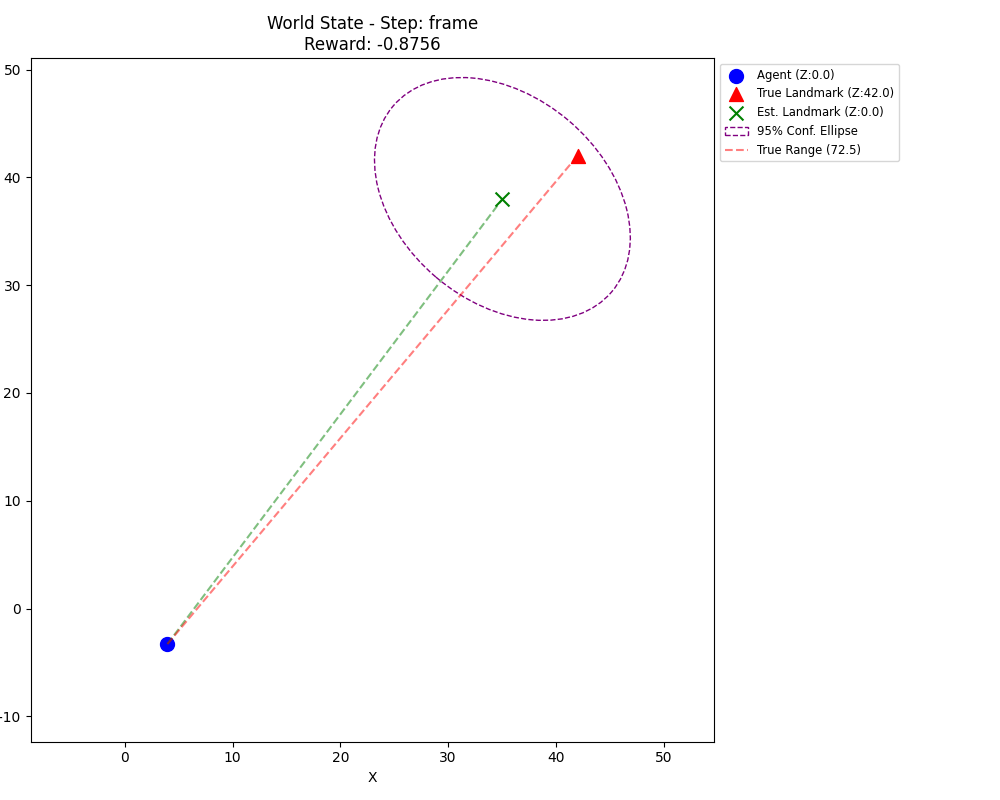 World State - Step: frame
Reward: -0.8756
Agent (Z:0.0)
True Landmark (Z:42.0)
Est. Landmark (Z:0.0)
95% Conf. Ellipse
True Range (72.5)
50
40
30
20
10
0
-10
0 10 20 30 40 50
X